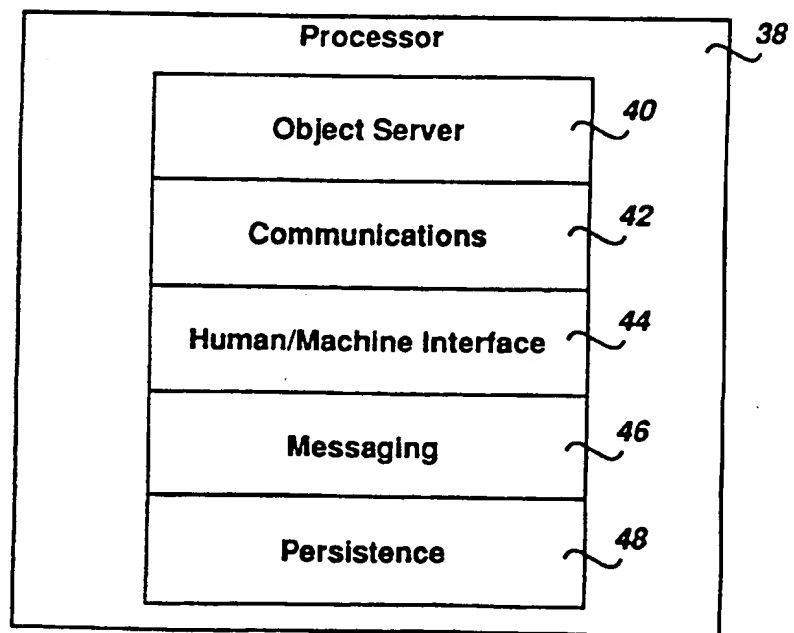 Processor 38
Object Server 40
Communications 42
Human/Machine Interface 44
Messaging 46
Persistence 48